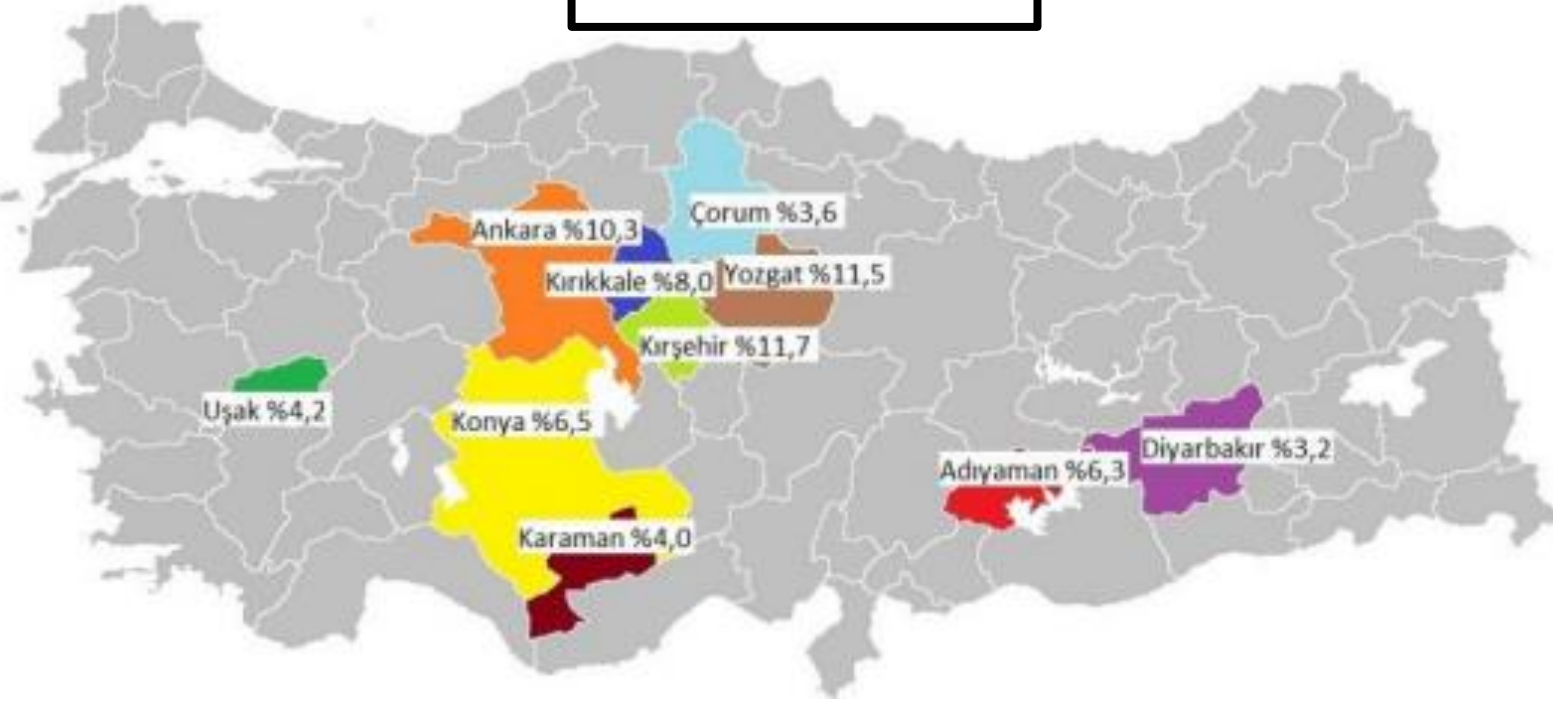 Çorum %3,6
Ankara %10,3
Kırıkkale %8,0
Yozgat %11,5
Kırşehir %11,7
Uşak %4,2
Konya %6,5
Adıyaman %6,3
Diyarbakır %3,2
Karaman %4,0